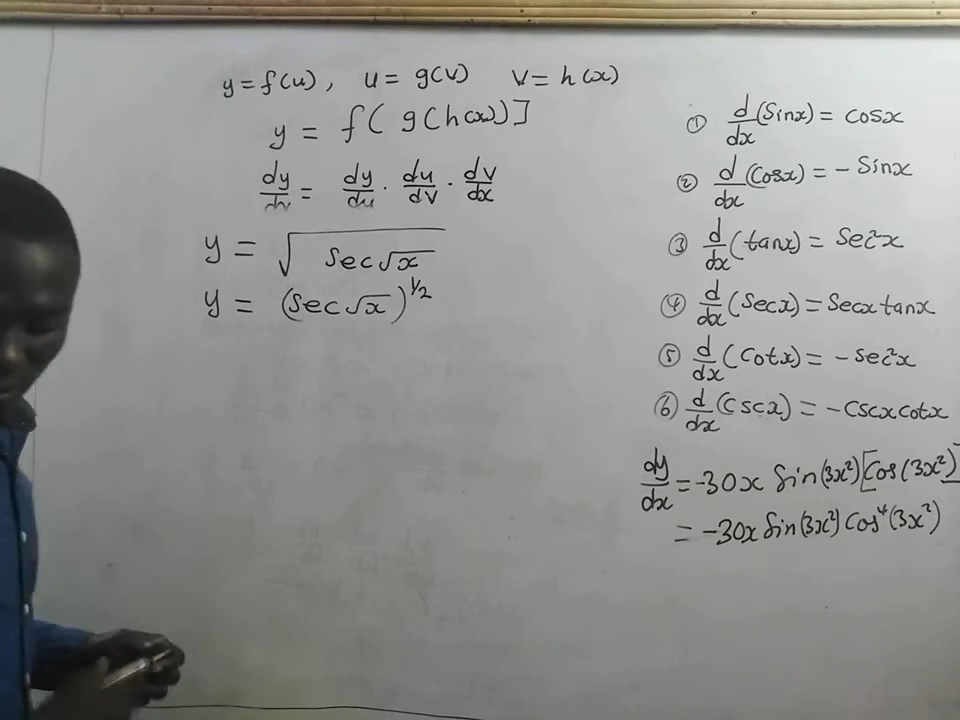 y = f(u), u = g(v) v = h(x)
y = f( g(h(x)) ]
dy/dx = dy/du · du/dv · dv/dx
y = √(sec√x)
y = (sec√x)^1/2
① d/dx (Sinx) = cosx
② d/dx (Cosx) = - Sinx
③ d/dx (tanx) = Sec²x
④ d/dx (Secx) = Secx tanx
⑤ d/dx (Cotx) = - Sec²x
⑥ d/dx (Cscx) = - Cscx cotx
dy/dx = -30x Sin(3x²)[Cos(3x²)]
= -30x Sin(3x²) Cos⁴(3x²)